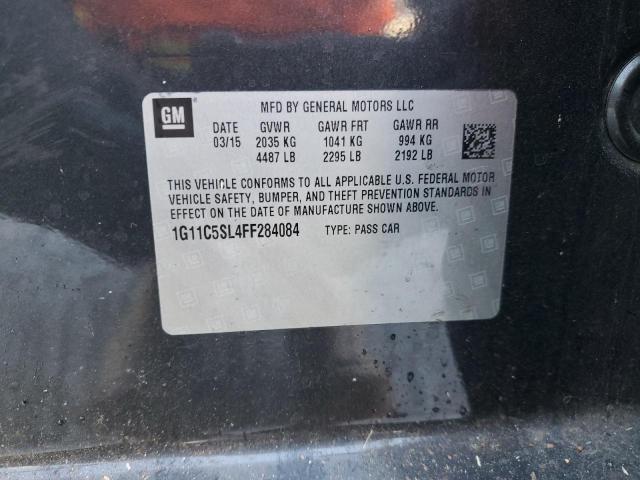 GM
MFD BY GENERAL MOTORS LLC
DATE GVWR GAWR FRT GAWR RR
03/15 2035 KG 1041 KG 994 KG
4487 LB 2295 LB 2192 LB
THIS VEHICLE CONFORMS TO ALL APPLICABLE U.S. FEDERAL MOTOR
VEHICLE SAFETY, BUMPER, AND THEFT PREVENTION STANDARDS IN
EFFECT ON THE DATE OF MANUFACTURE SHOWN ABOVE.
1G11C5SL4FF284084 TYPE: PASS CAR